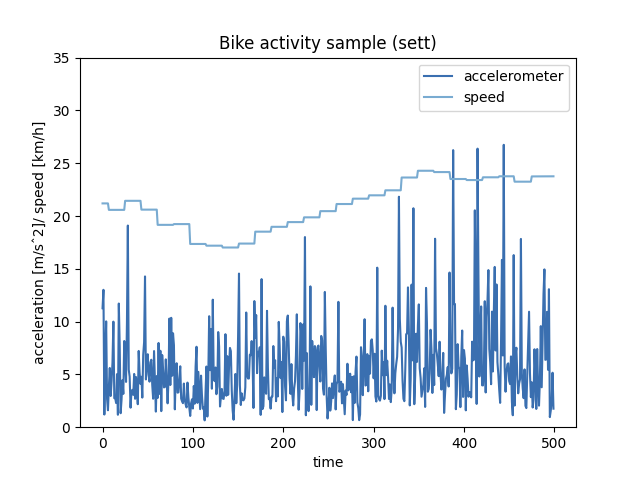 Bike activity sample (sett)
acceleration [m/s^2]/ speed [km/h]
35
30
25
20
15
10
5
0
accelerometer
speed
0
100
200
300
400
500
time